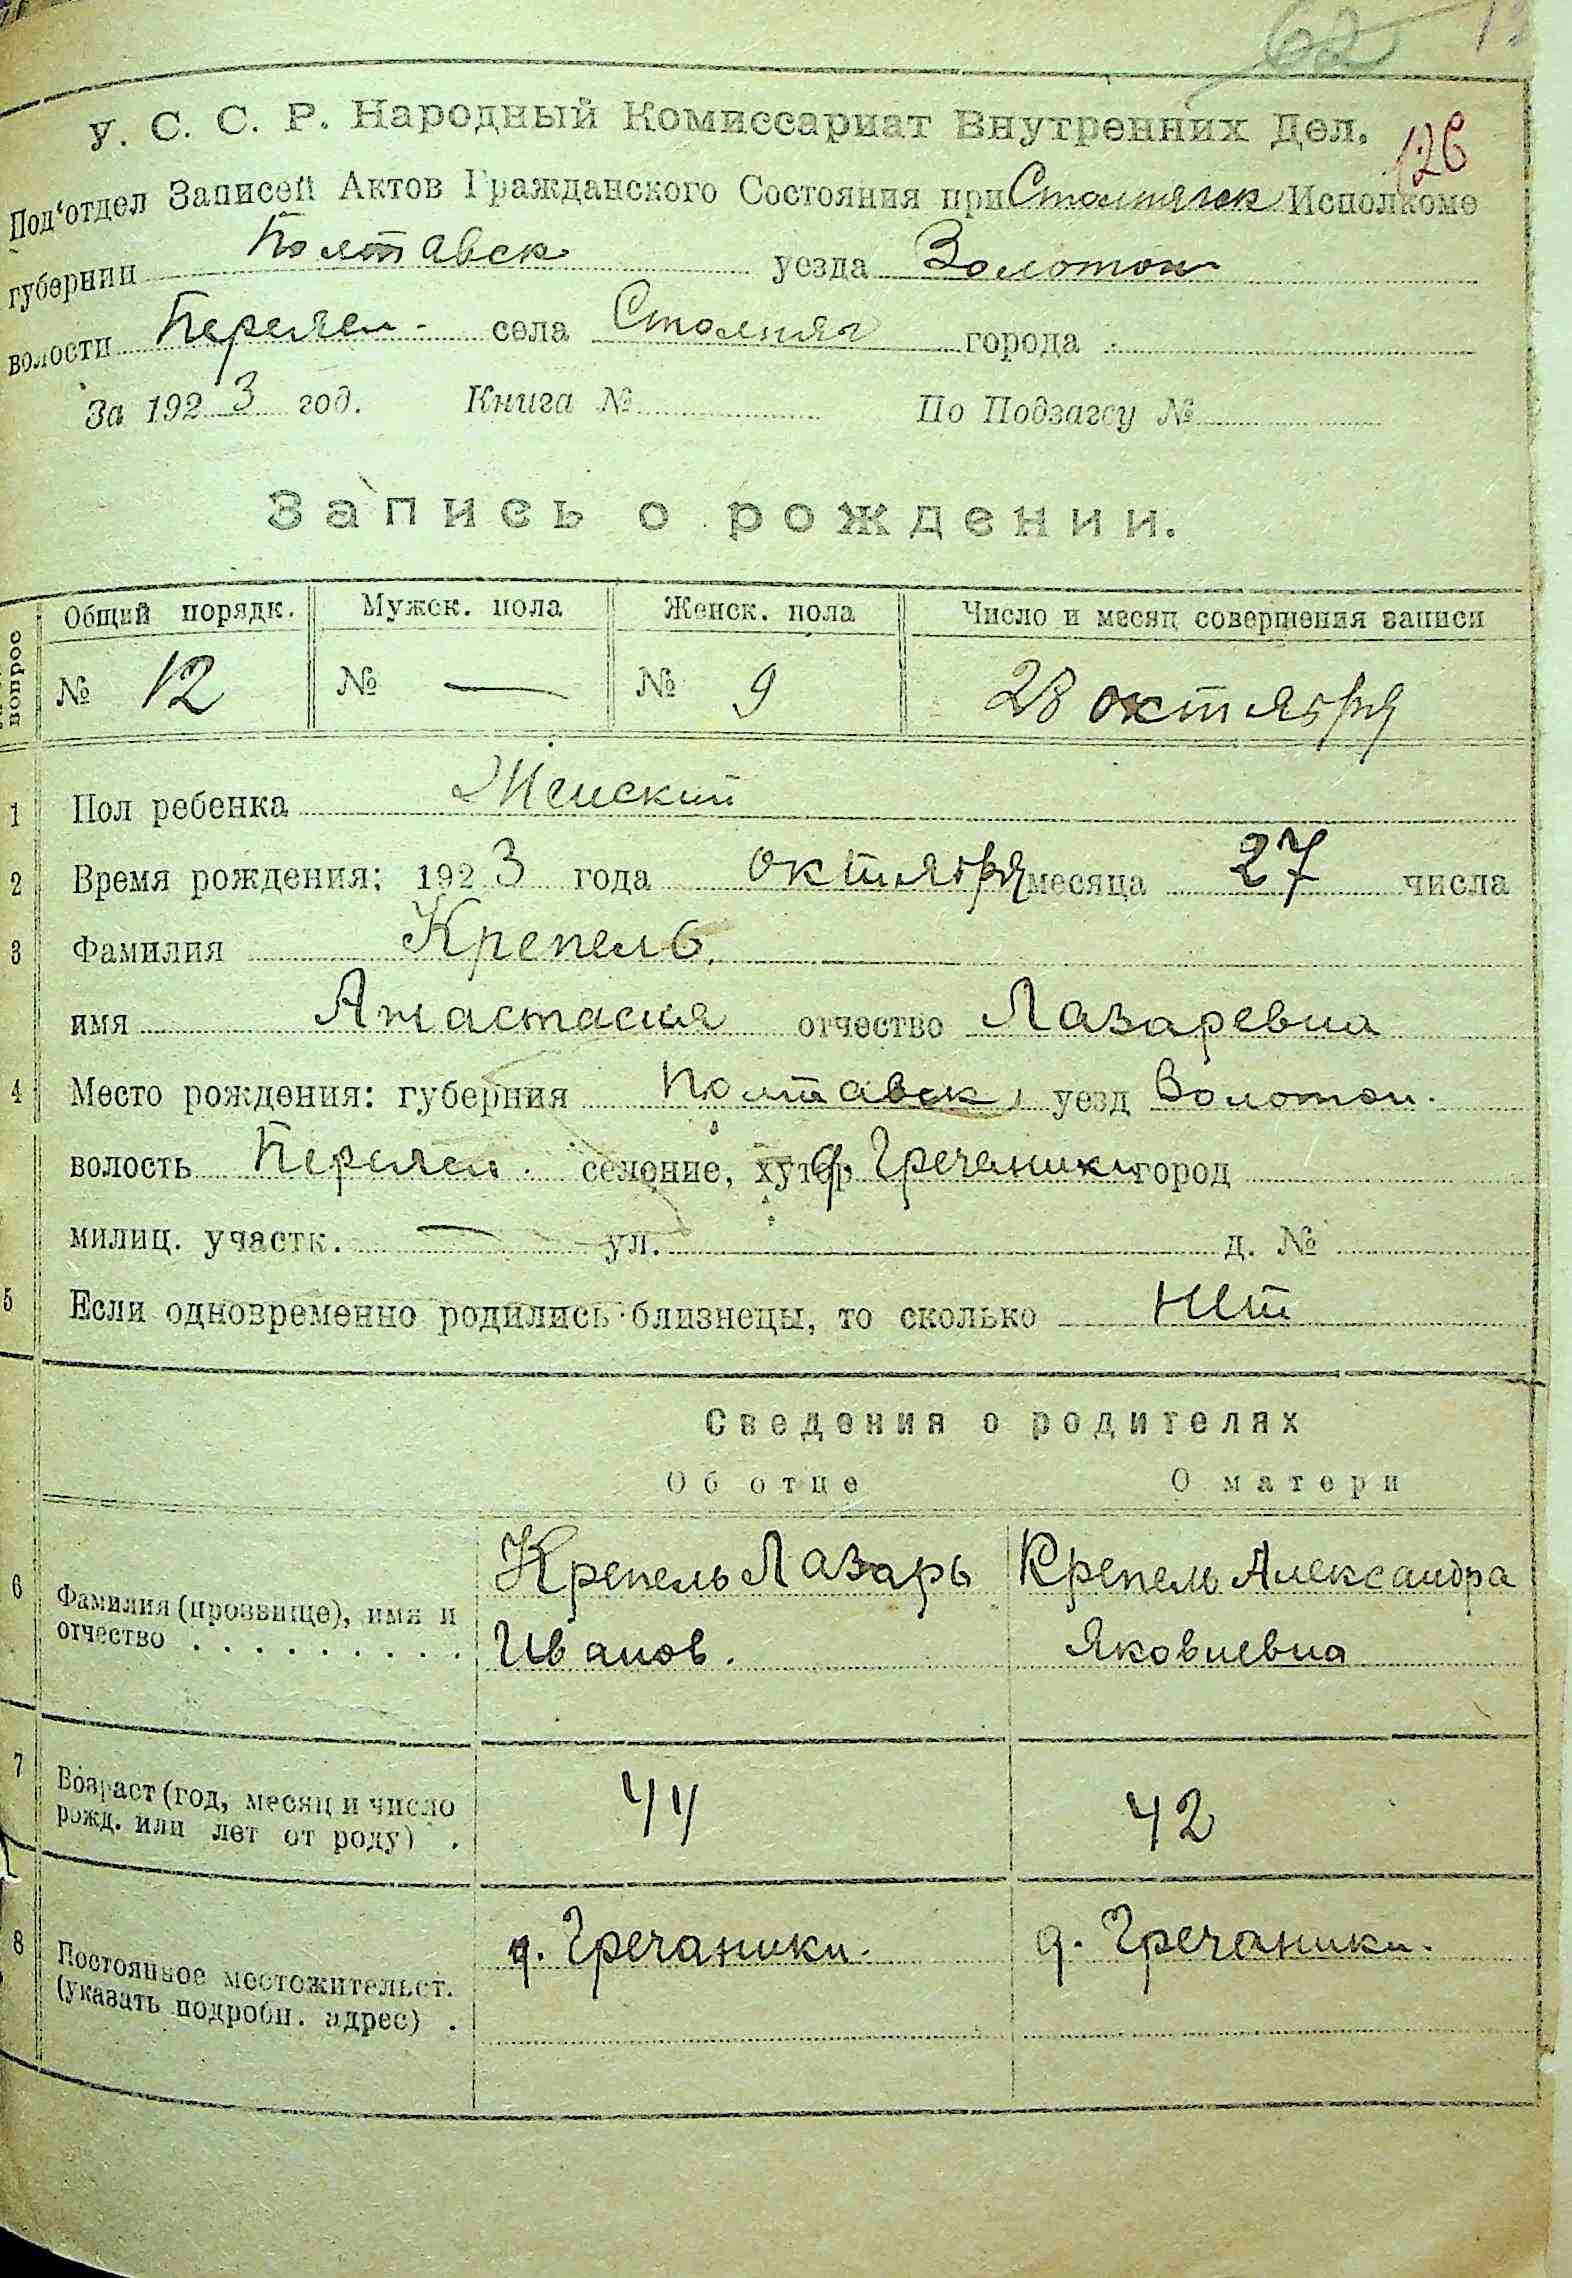 62
126
У. С. С. Р. Народный Комиссариат Внутренних Дел.
Под‘отдел Записей Актов Гражданского Состояния при Столпягск Исполкоме
губернии Полтавск уезда Золотон
волости Переяел. села Столпяг города
За 1923 год. Книга № По Подзагсу №
Запись о рождении.
вопрос Общий порядк. Мужск. пола Женск. пола Число и месяц совершения записи
№ 12 № — № 9 28 октября
1 Пол ребенка Женский
2 Время рождения: 1923 года октября месяца 27 числа
3 Фамилия Крепель.
имя Анастасия отчество Лазаревна
4 Место рождения: губерния Полтавск уезд Золотон.
волость селение, хутор д. Гречаники город
милиц. участк. — ул. д. №
5 Если одновременно родились близнецы, то сколько нет
Сведения о родителях
Об отце О матери
6 Фамилия (прозвище), имя и отчество Крепель Лазарь Иванов. Крепель Александра Яковлевна
7 Возраст (год, месяц и число рожд. или лет от роду) . 44 42
8 Постоянное местожительст. (указать подробн. адрес) . д. Гречаники. д. Гречаники.